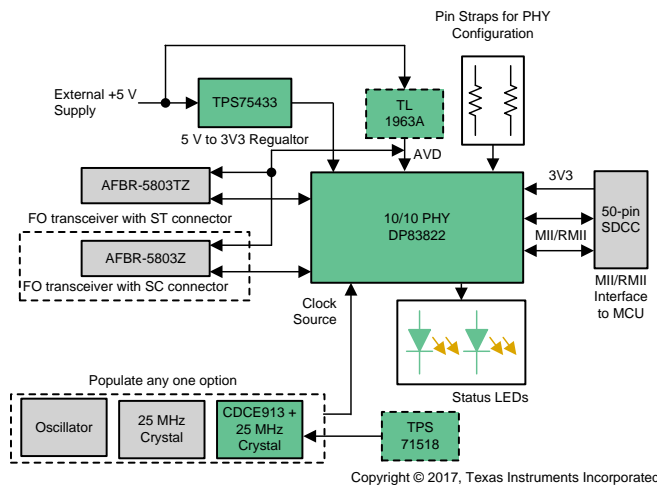 Pin Straps for PHY
Configuration
External +5 V
Supply
TPS75433
5 V to 3V3 Regualtor
TL
1963A
AVD
AFBR-5803TZ
FO transceiver with ST connector
AFBR-5803Z
FO transceiver with SC connector
10/10 PHY
DP83822
3V3
MII/RMII
50-pin
SDCC
MII/RMII
Interface
to MCU
Clock
Source
Status LEDs
Populate any one option
Oscillator
25 MHz
Crystal
CDCE913 +
25 MHz
Crystal
TPS
71518
Copyright © 2017, Texas Instruments Incorporated